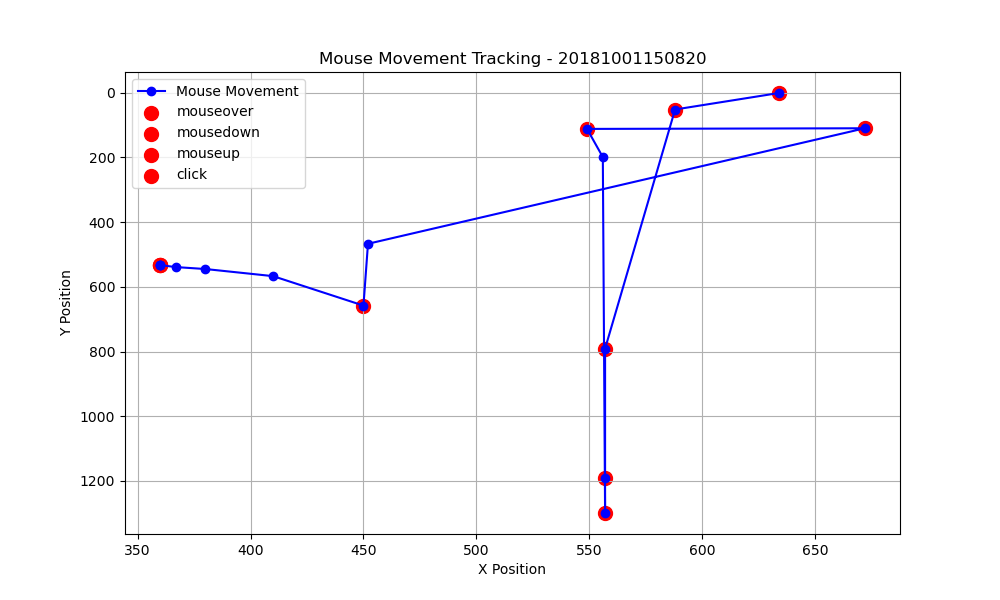 Mouse Movement Tracking - 20181001150820
Mouse Movement
mouseover
mousedown
mouseup
click
0
200
400
600
800
1000
1200
Y Position
350
400
450
500
550
600
650
X Position